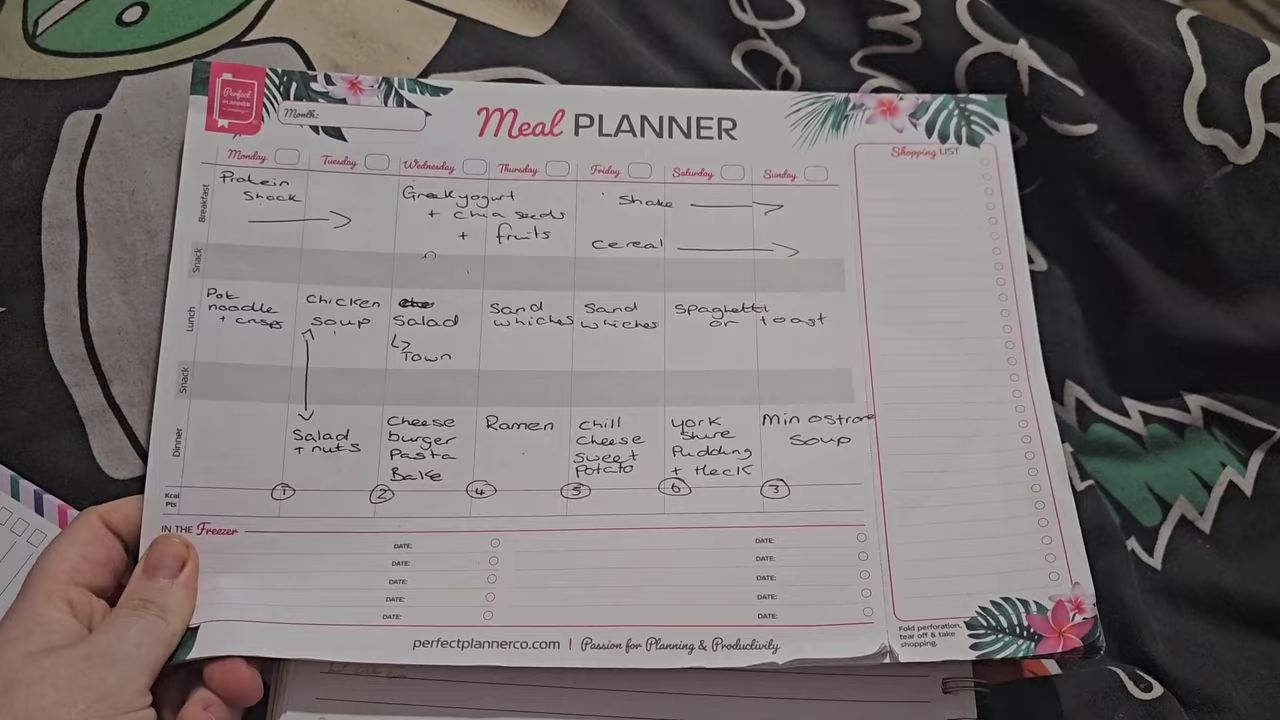 Perfect
PLANNER
Month:
Meal PLANNER
Monday Tuesday Wednesday Thursday Friday Saturday Sunday
Shopping LIST
Breakfast
Protein
Shack
Greek yogurt
+ chia seeds
+ fruits
Shake
cereal
Snack
Lunch
Pot
noodle
+ crisps
chicken
soup
Salad
Town
Sand
whiches
Sand
whiches
Spaghetti
or toast
Snack
Dinner
Salad
+ nuts
Cheese
burger
Pasta
Bake
Ramen
chill
cheese
sweet
potato
york
shire
Pudding
+ Heck
Minostrone
Soup
Kcal
Pts
1 2 4 5 6 3
IN THE Freezer
DATE: DATE:
DATE: DATE:
DATE: DATE:
DATE: DATE:
DATE: DATE:
perfectplannerco.com | Passion for Planning & Productivity
Fold perforation,
tear off & take
shopping.